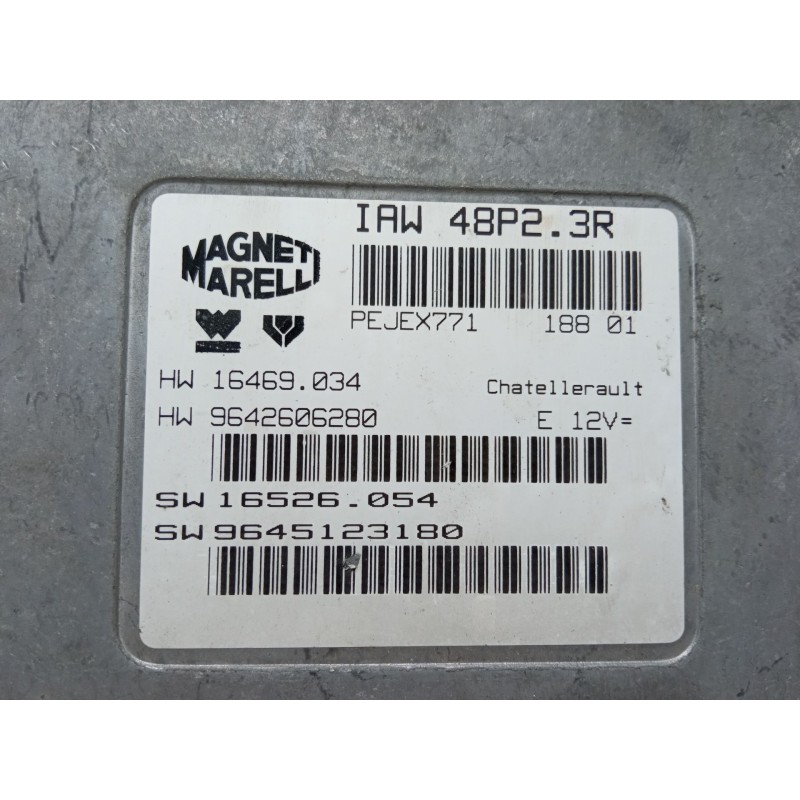 IAW 48P2.3R
MAGNETI
MARELLI
PEJEX771 188 01
HW 16469.034 Chatellerault
HW 9642606280 E 12V=
SW 16526.054
SW 9645123180